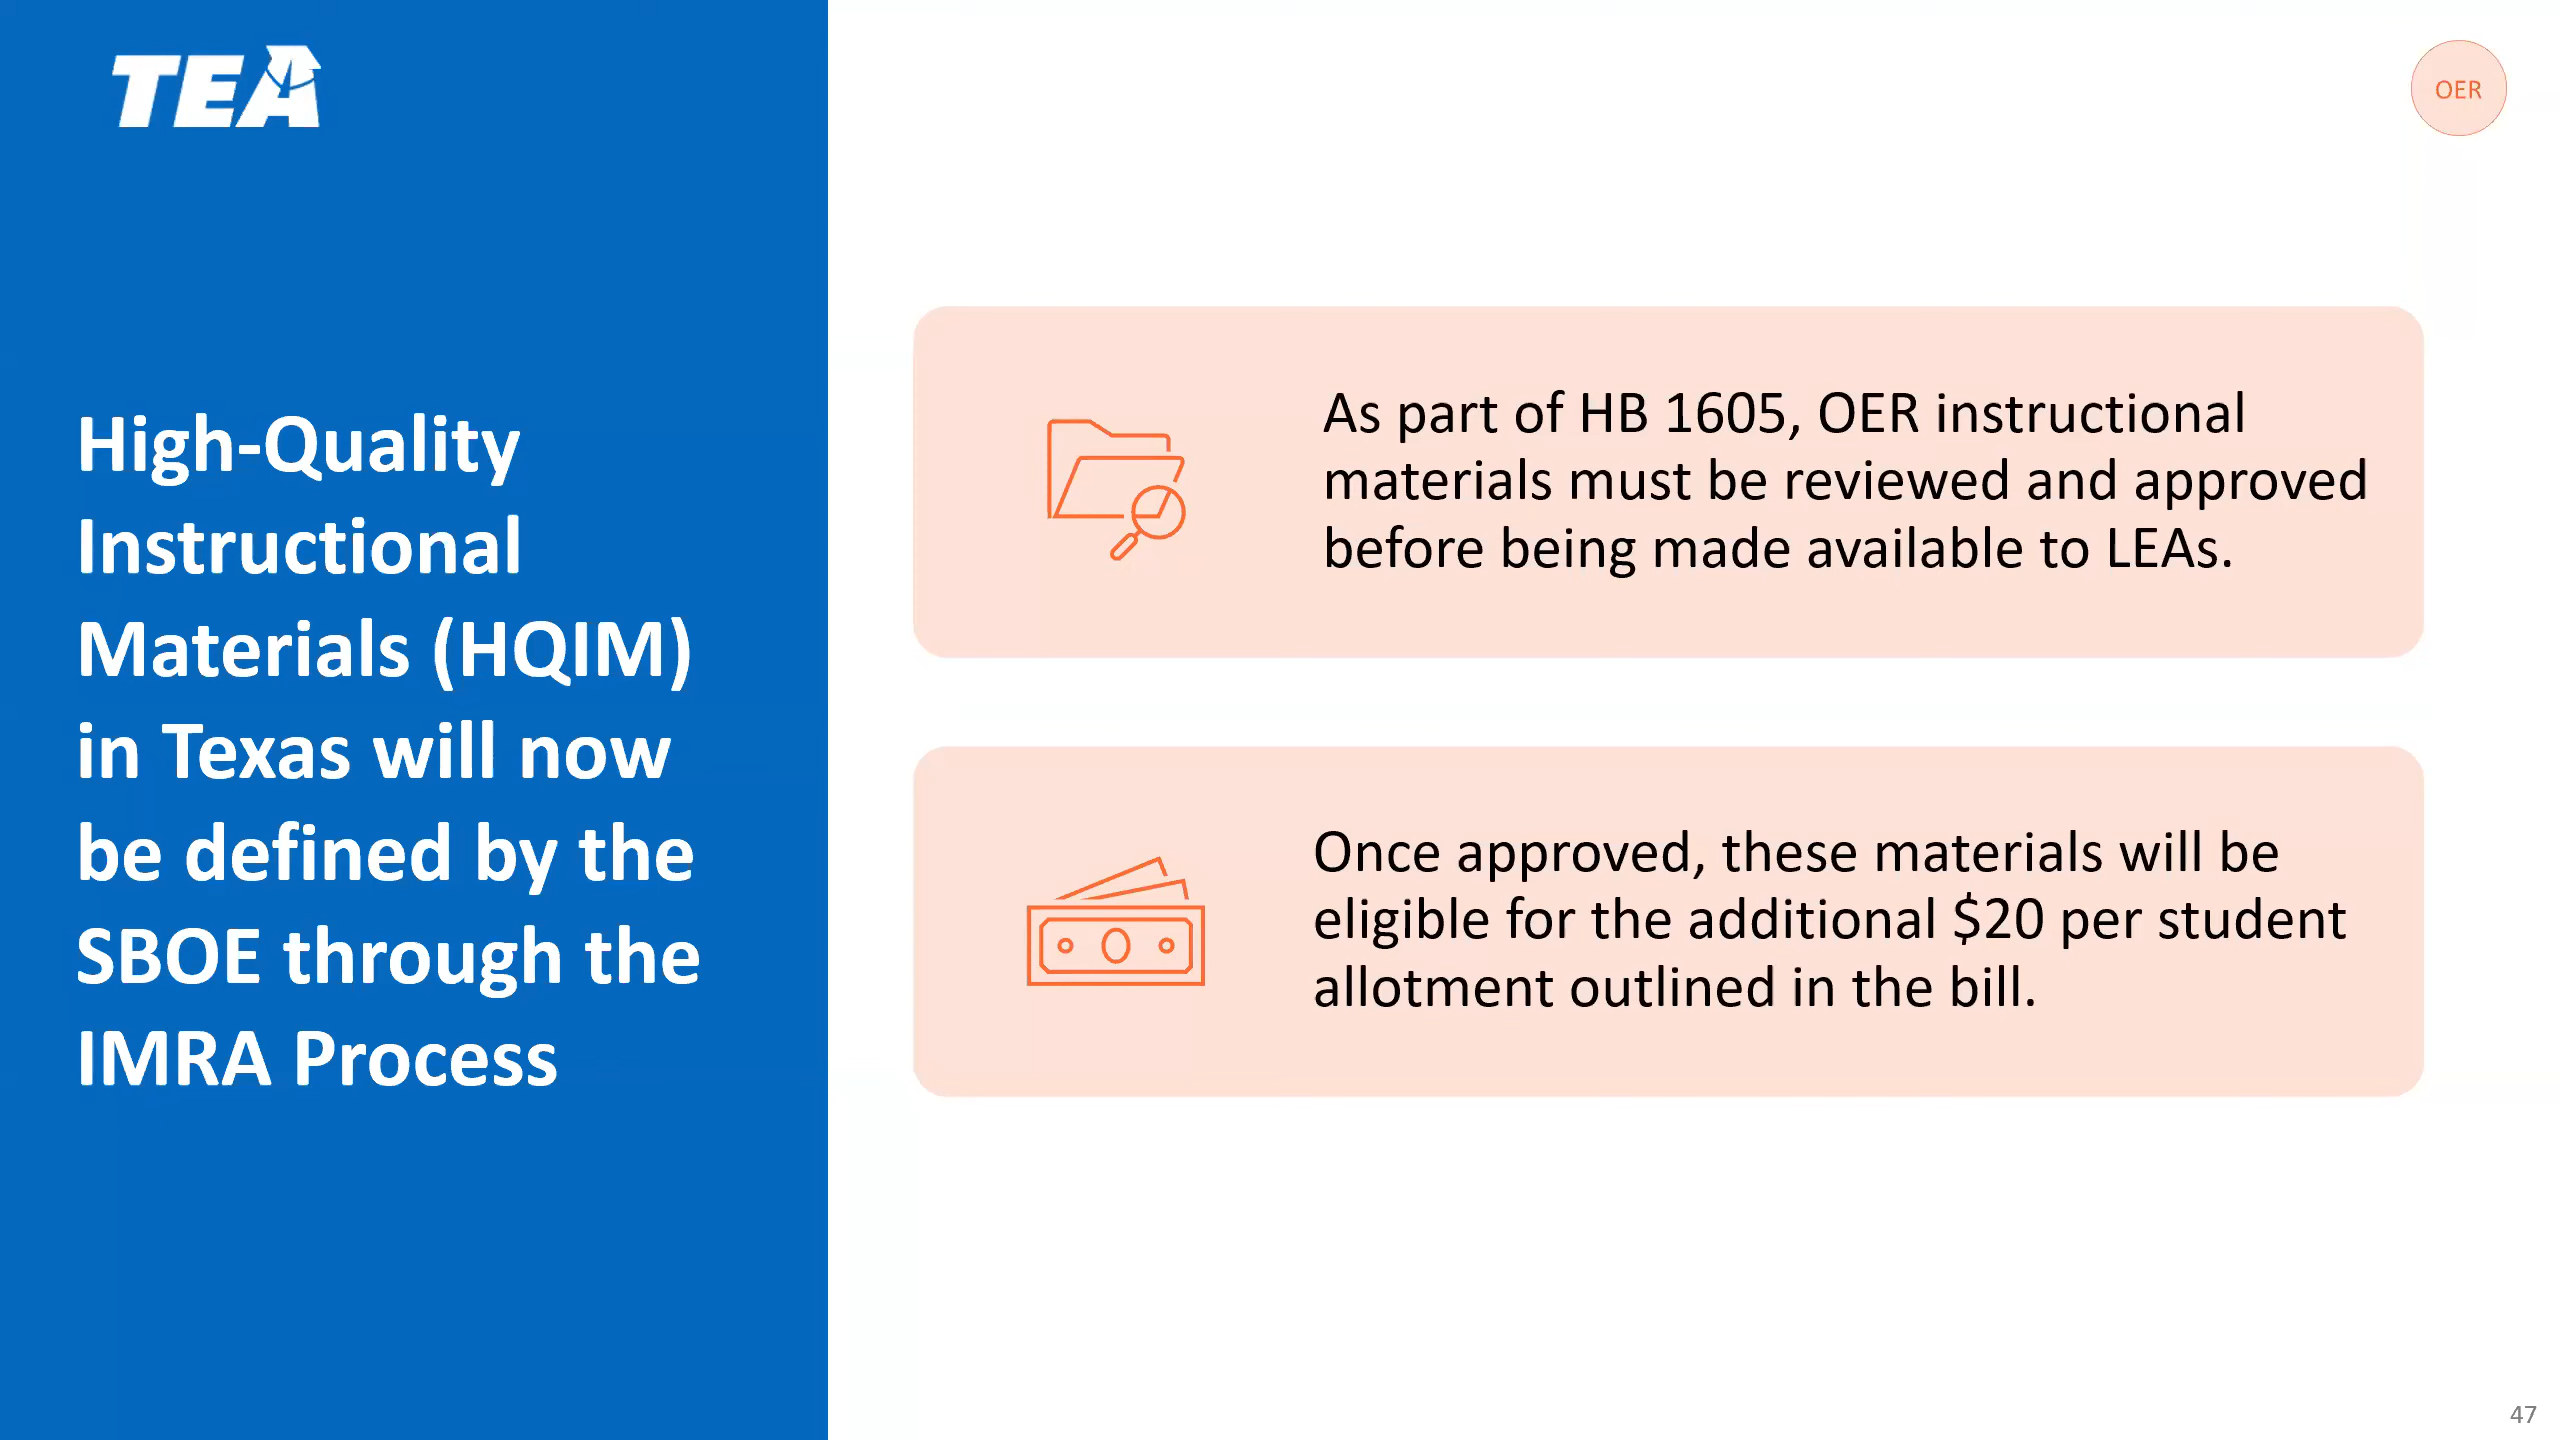 TEA
High-Quality
Instructional
Materials (HQIM)
in Texas will now
be defined by the
SBOE through the
IMRA Process
OER
As part of HB 1605, OER instructional
materials must be reviewed and approved
before being made available to LEAs.
Once approved, these materials will be
eligible for the additional $20 per student
allotment outlined in the bill.
47